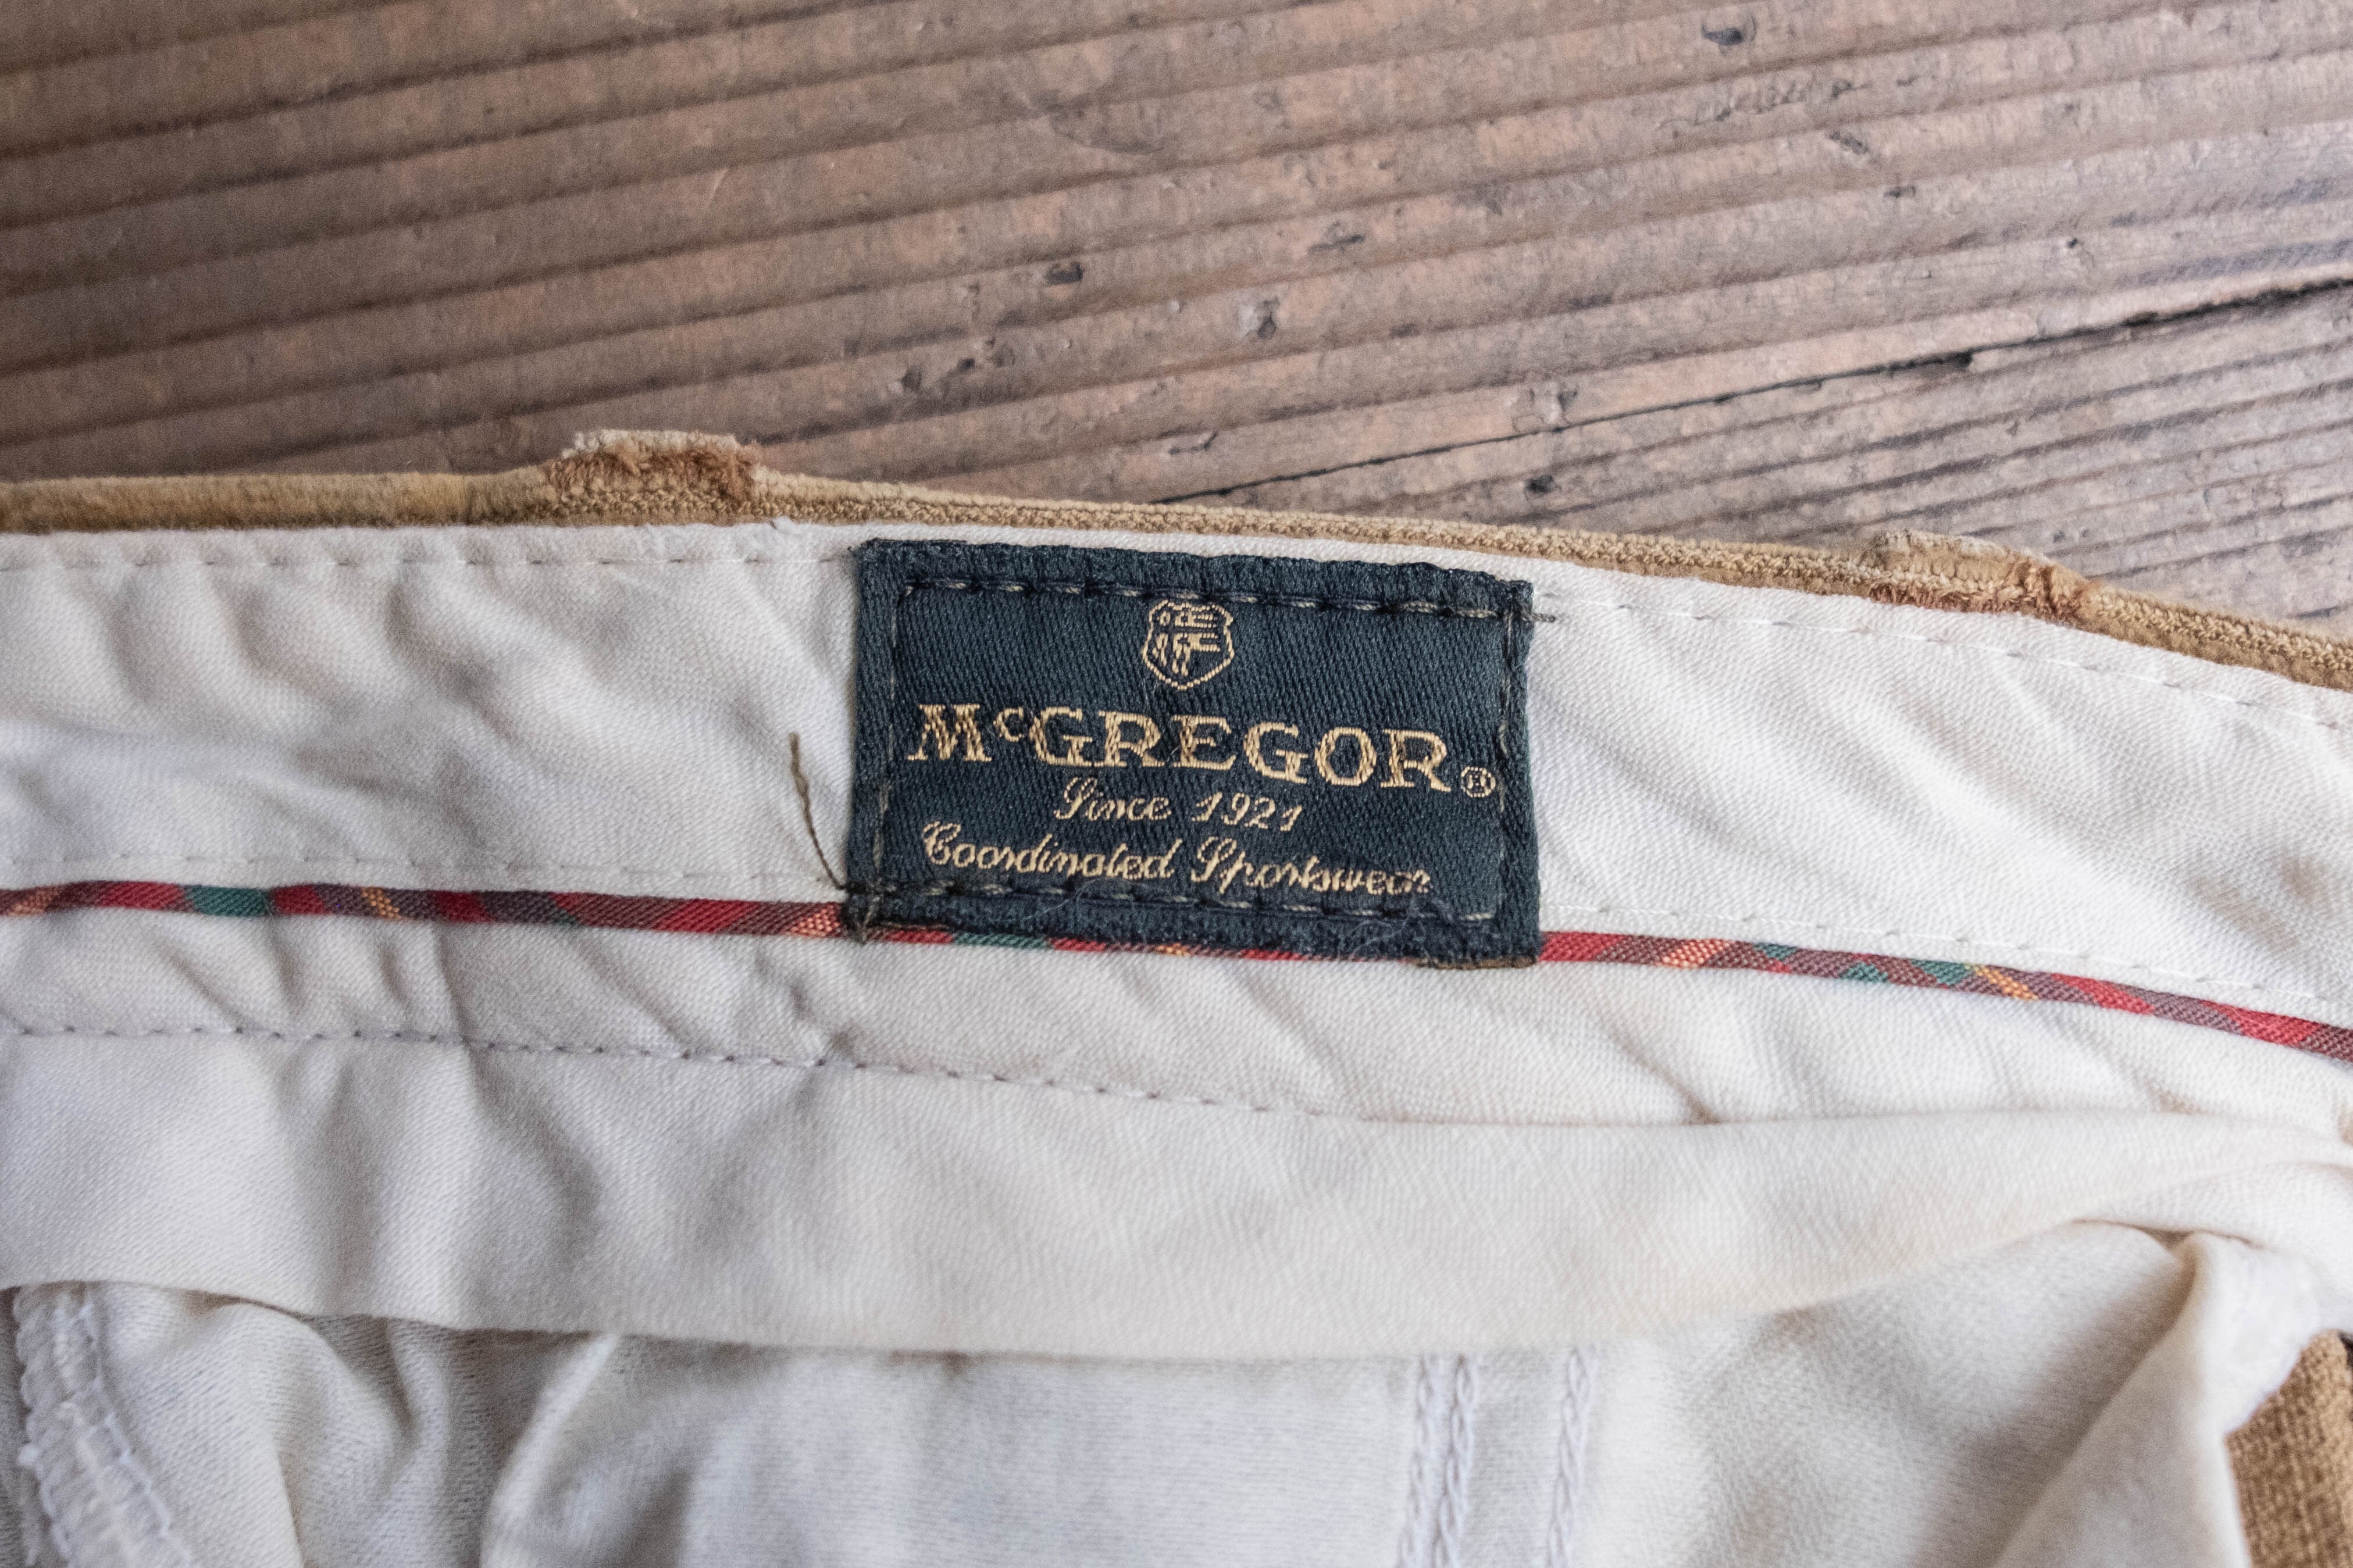 McGREGOR®
Since 1921
Coordinated Sportswear